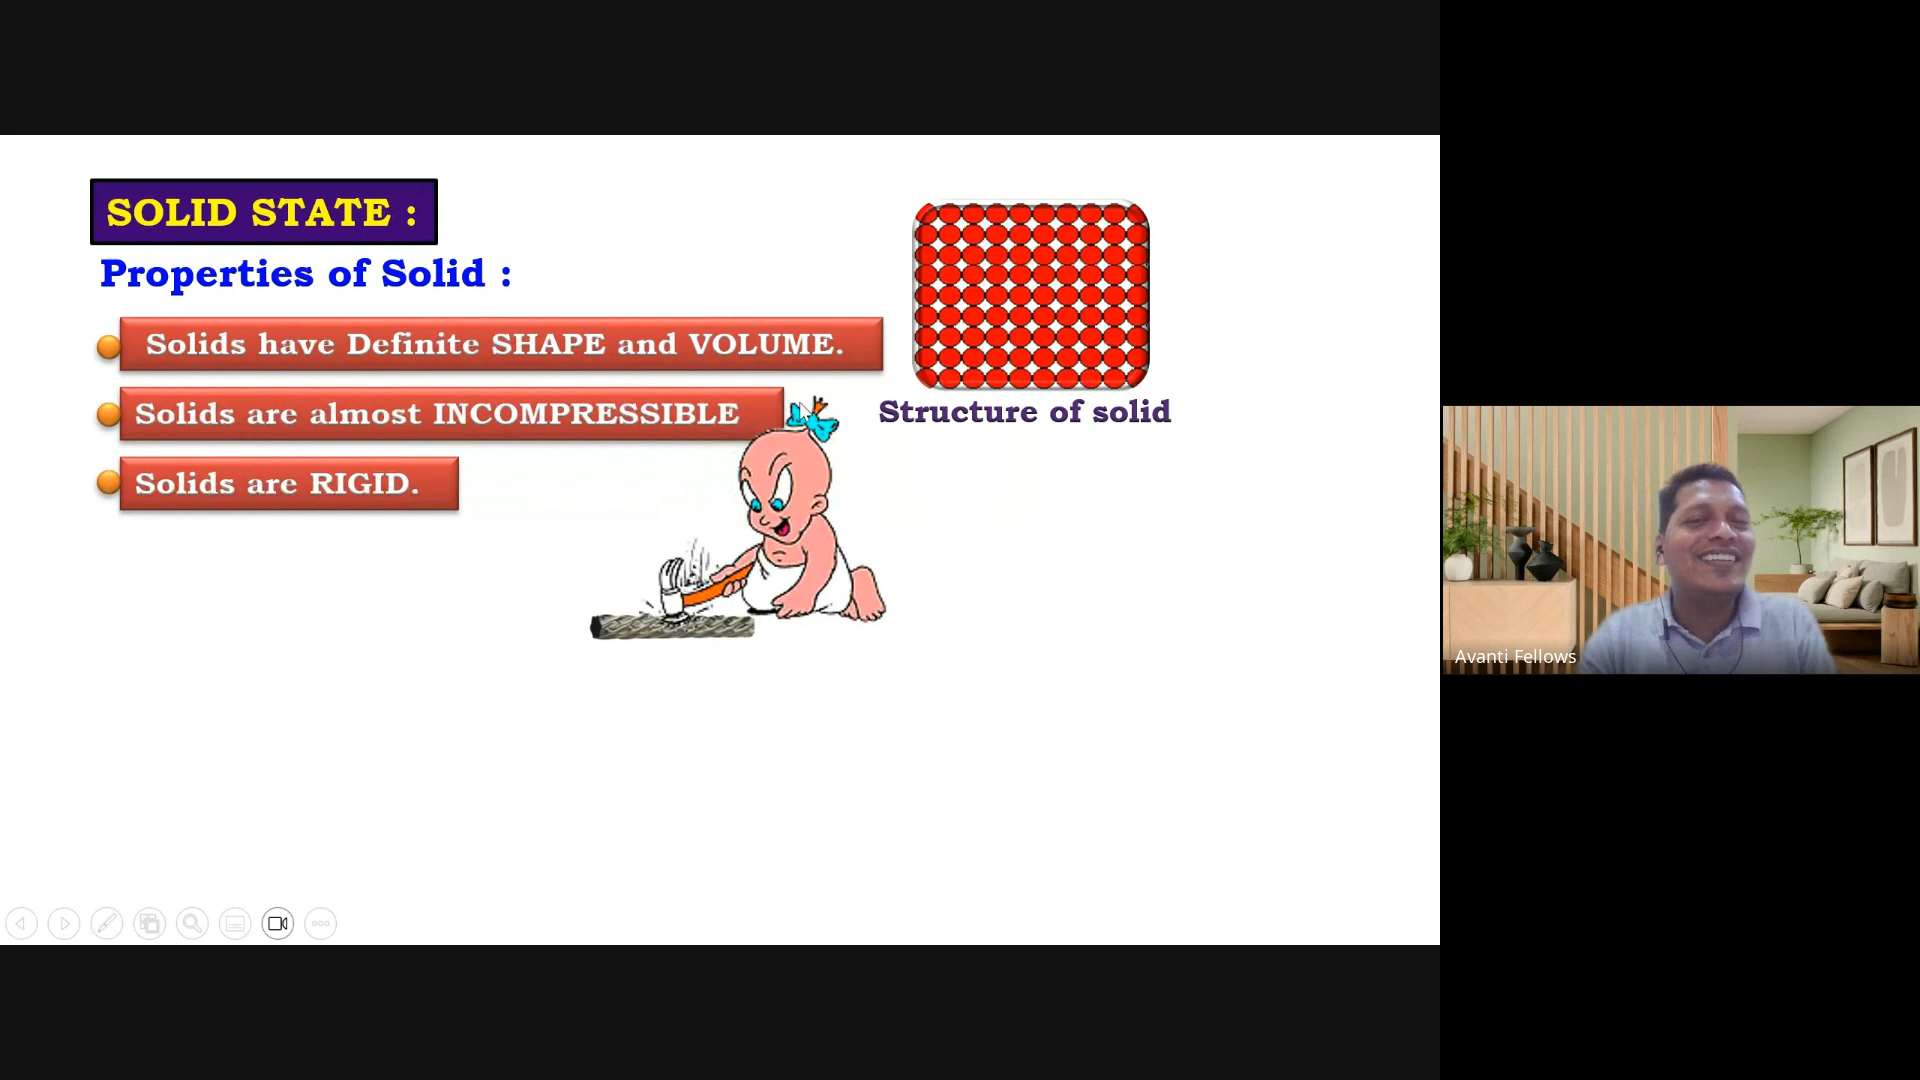 SOLID STATE :
Properties of Solid :
Solids have Definite SHAPE and VOLUME.
Solids are almost INCOMPRESSIBLE
Solids are RIGID.
Structure of solid
Avanti Fellows